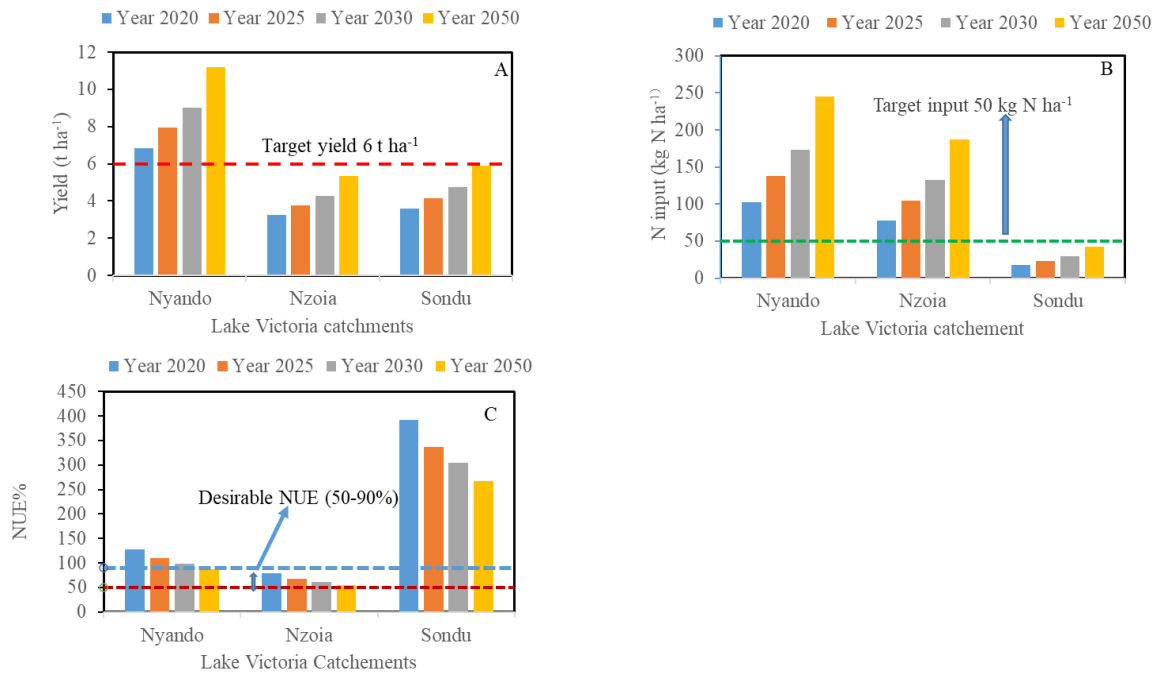 Year 2020 Year 2025 Year 2030 Year 2050
A
12
10
8
6
4
2
0
Yield (t ha-1)
Target yield 6 t ha-1
Nyando Nzoia Sondu
Lake Victoria catchments
Year 2020 Year 2025 Year 2030 Year 2050
B
300
250
200
150
100
50
0
N input (kg N ha-1)
Target input 50 kg N ha-1
Nyando Nzoia Sondu
Lake Victoria catchement
Year 2020 Year 2025 Year 2030 Year 2050
C
450
400
350
300
250
200
150
100
50
0
NUE%
Desirable NUE (50-90%)
Nyando Nzoia Sondu
Lake Victoria Catchements